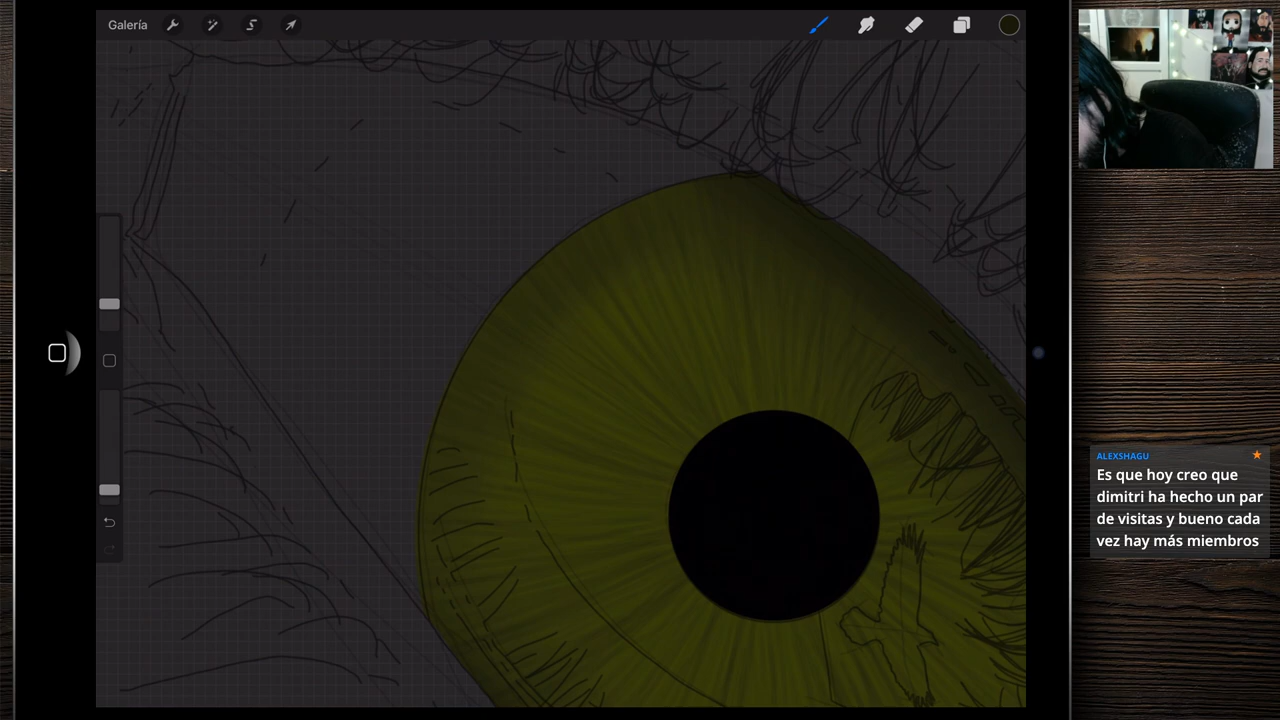 Galería
ALEXSHAGU
Es que hoy creo que
dimitri ha hecho un par
de visitas y bueno cada
vez hay más miembros